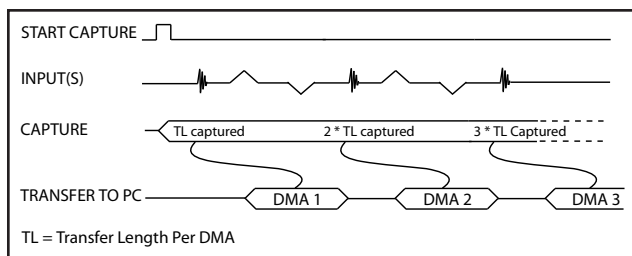 START CAPTURE
INPUT(S)
CAPTURE TL captured 2 * TL captured 3 * TL Captured
TRANSFER TO PC DMA 1 DMA 2 DMA 3
TL = Transfer Length Per DMA